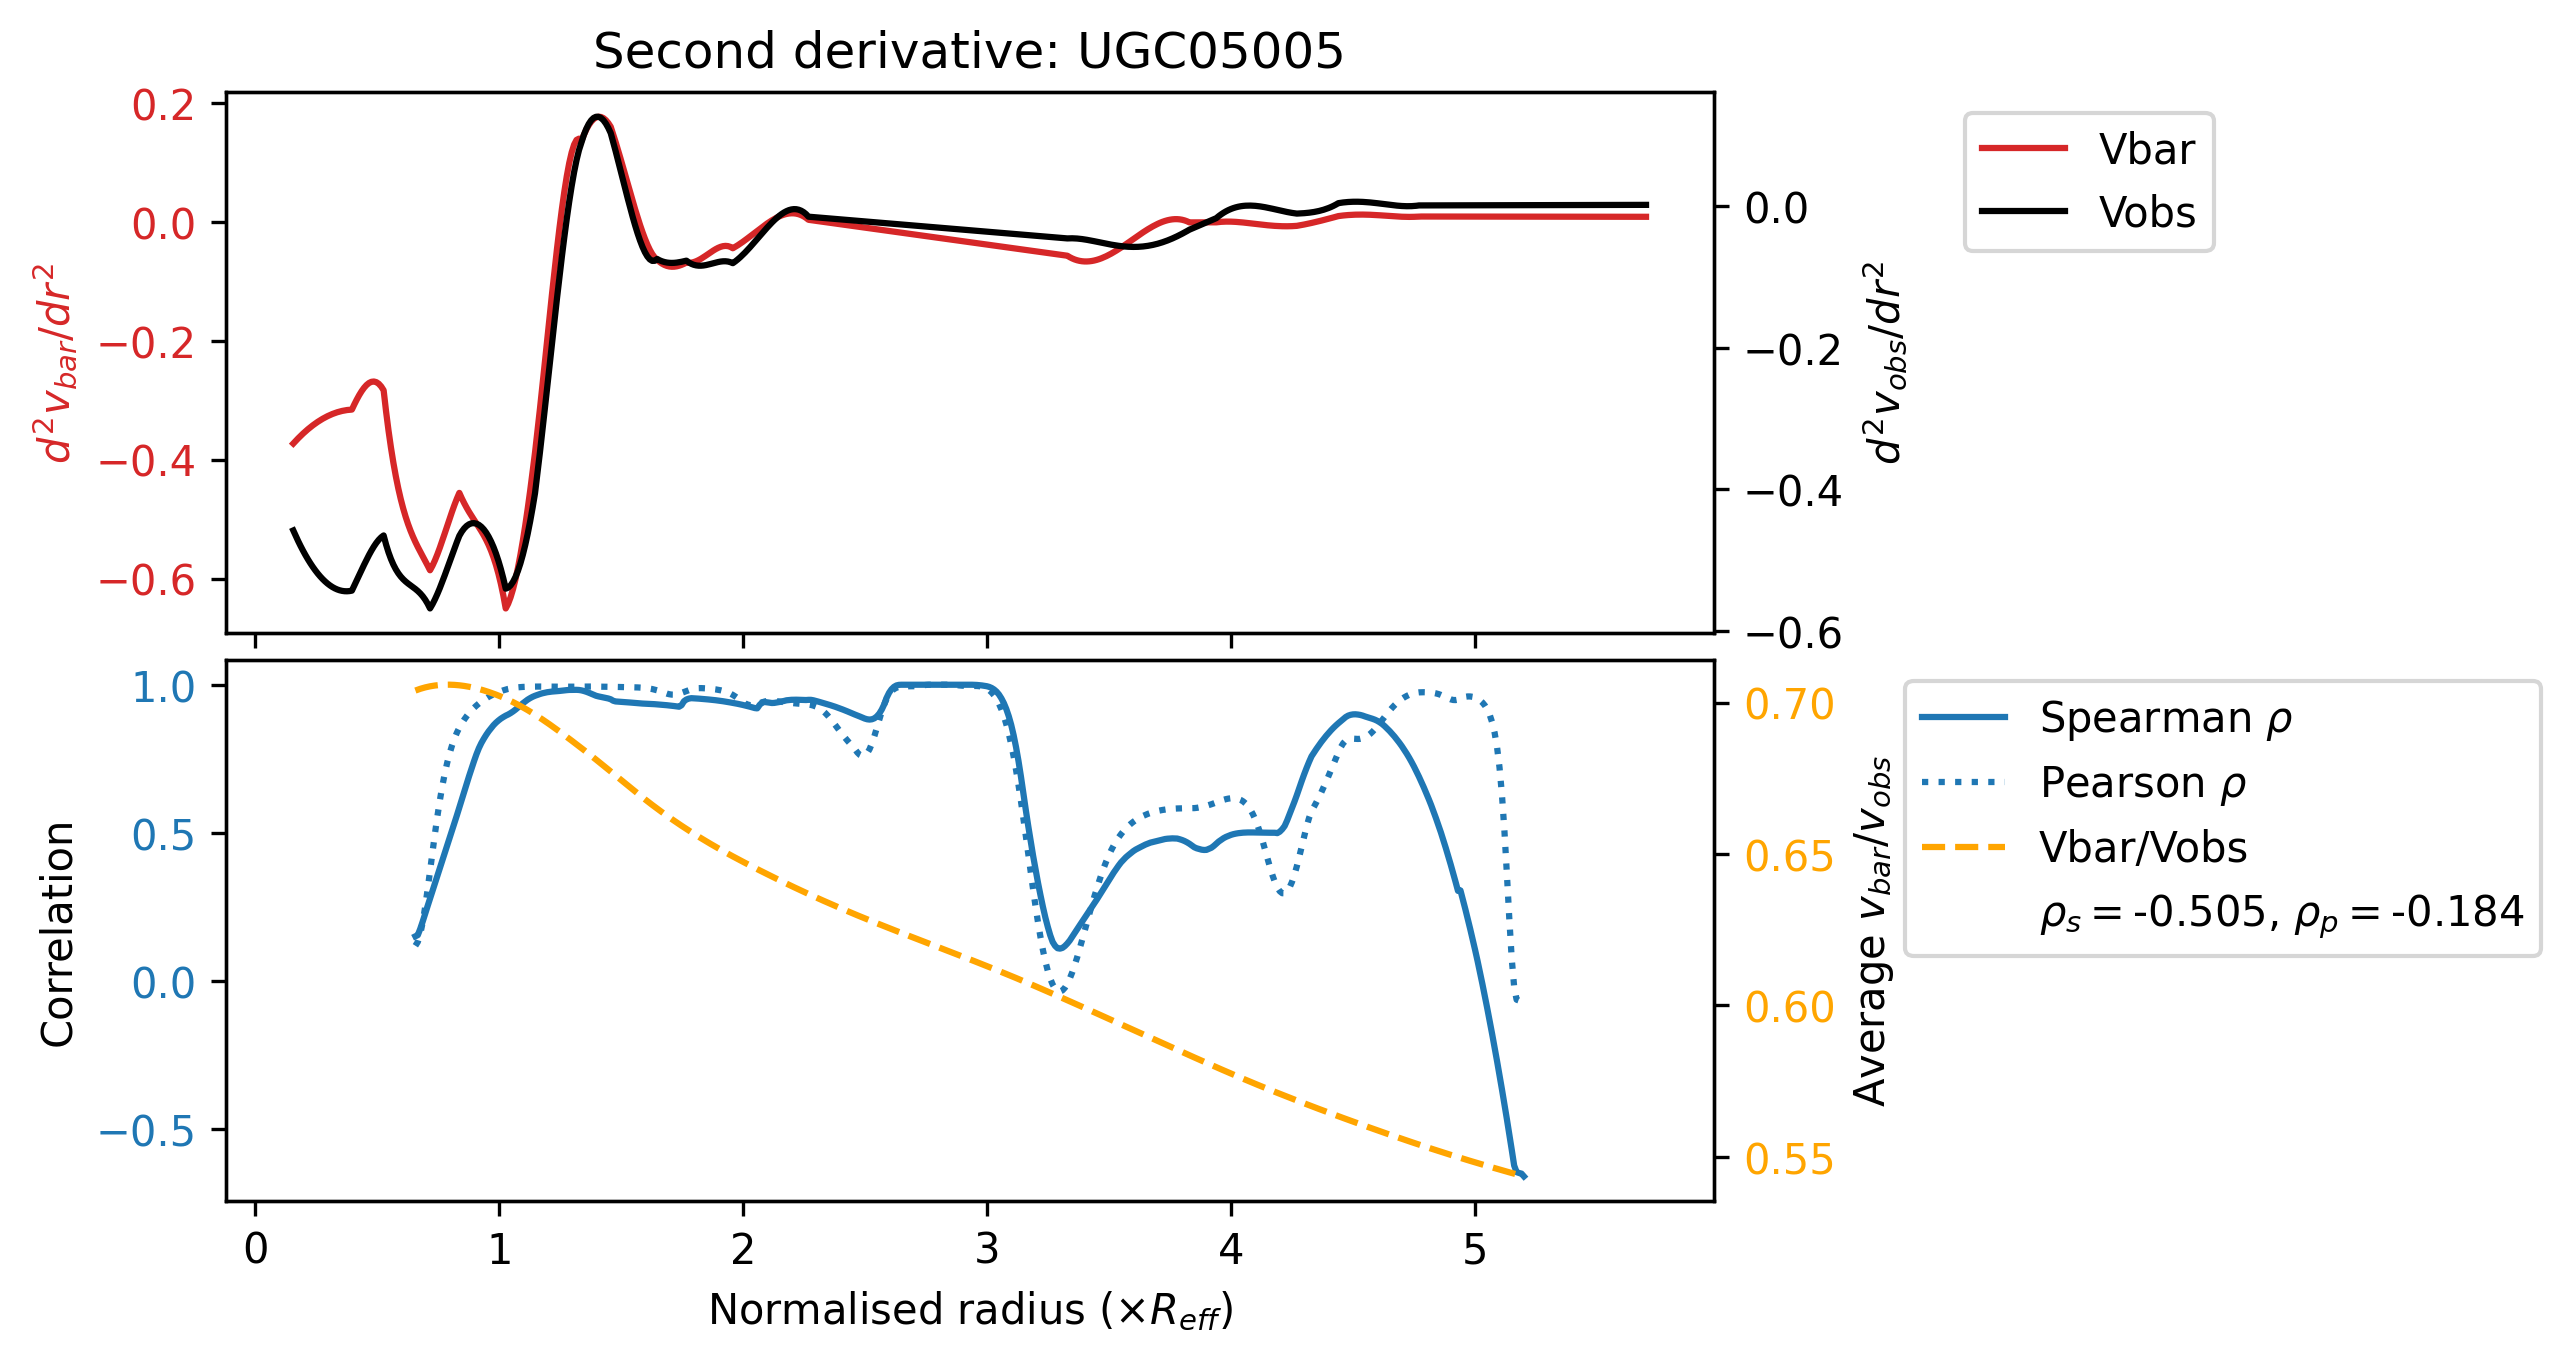 Second derivative: UGC05005
0.2
0.0
−0.2
−0.4
−0.6
d²v_bar/dr²
0.0
−0.2
−0.4
−0.6
d²v_obs/dr²
Vbar
Vobs
1.0
0.5
0.0
−0.5
Correlation
0.70
0.65
0.60
0.55
Average v_bar/v_obs
Spearman ρ
Pearson ρ
Vbar/Vobs
ρ_s = -0.505, ρ_p = -0.184
0 1 2 3 4 5
Normalised radius (×R_eff)